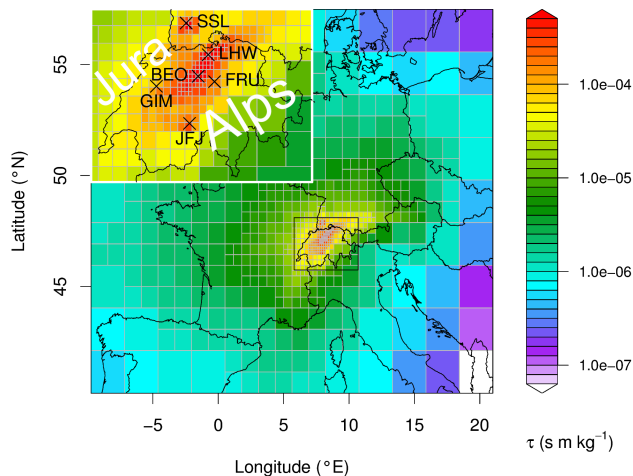 SSL
LHW
Jura
BEO
FRU
GIM
Alps
JFJ
55
50
45
Latitude (°N)
−5
0
5
10
15
20
Longitude (°E)
1.0e−04
1.0e−05
1.0e−06
1.0e−07
τ (s m kg⁻¹)